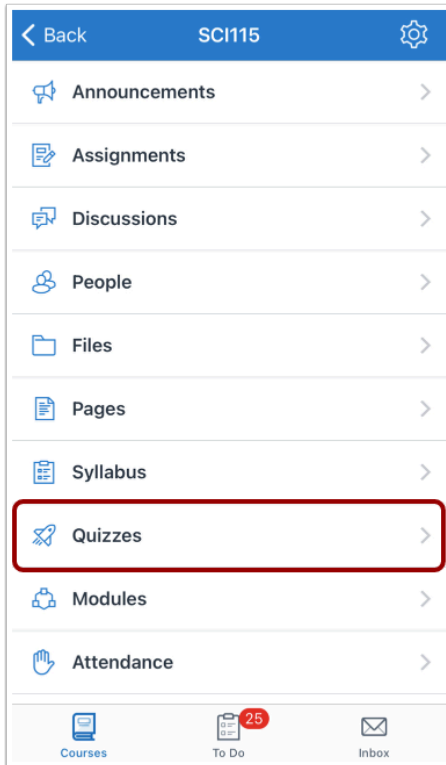 Back SCI115
Announcements
Assignments
Discussions
People
Files
Pages
Syllabus
Quizzes
Modules
Attendance
25
Courses To Do Inbox